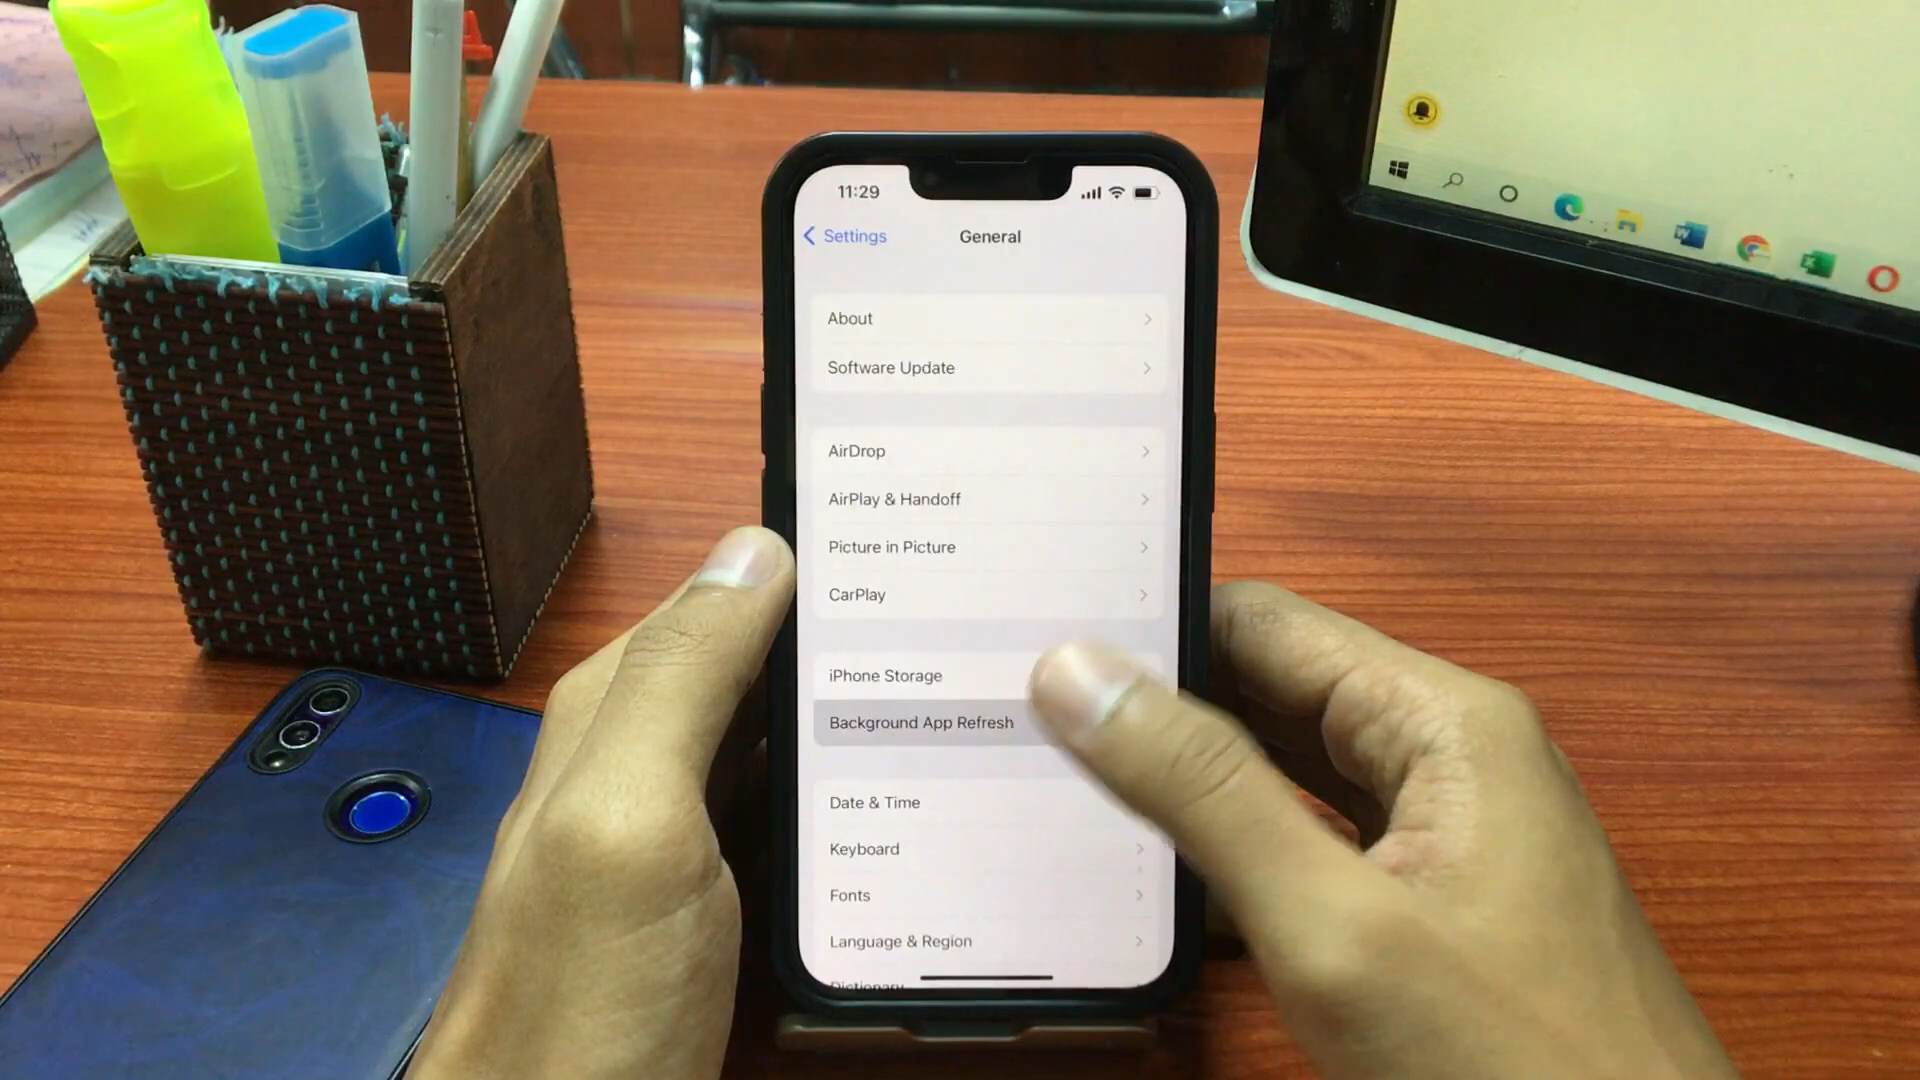 11:29
Settings
General
About
Software Update
AirDrop
AirPlay & Handoff
Picture in Picture
CarPlay
iPhone Storage
Background App Refresh
Date & Time
Keyboard
Fonts
Language & Region
Dictionary